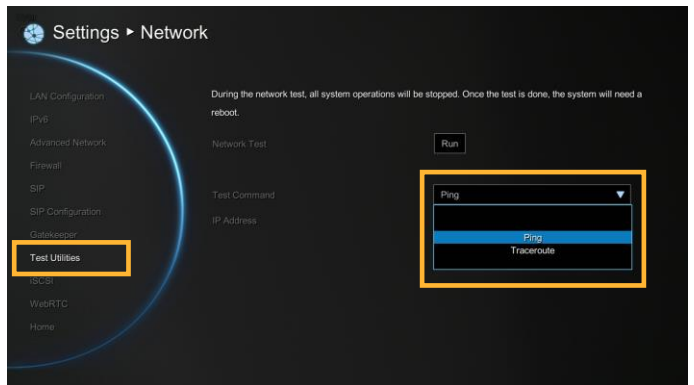 Settings ▸ Network
LAN Configuration
IPv6
Advanced Network
Firewall
SIP
SIP Configuration
Gatekeeper
Test Utilities
iSCSI
WebRTC
Home
During the network test, all system operations will be stopped. Once the test is done, the system will need a
reboot.
Network Test
Run
Test Command
Ping
IP Address
Ping
Traceroute